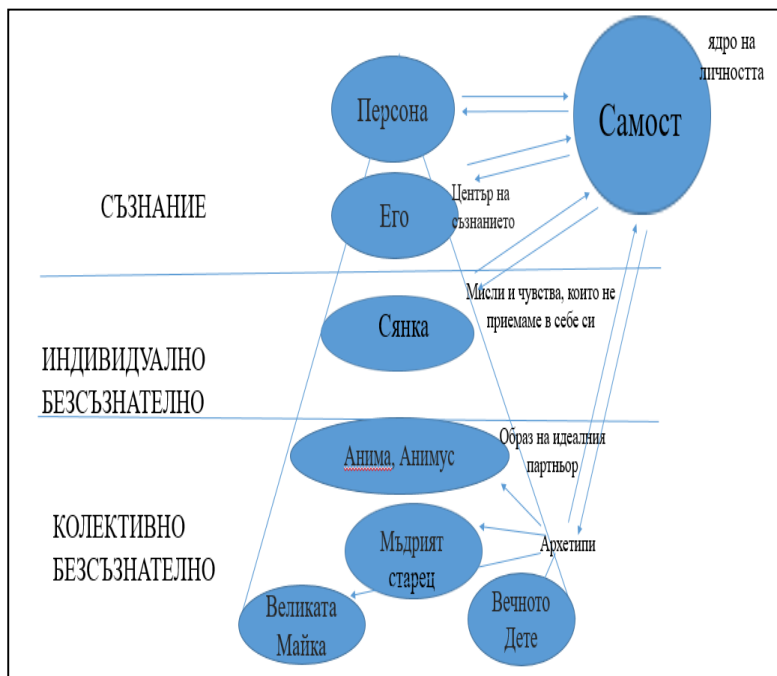 ядро на
личността
Персона
Самост
СЪЗНАНИЕ
Его
Център на
съзнанието
Мисли и чувства, които не
приемаме в себе си
Сянка
ИНДИВИДУАЛНО
БЕЗСЪЗНАТЕЛНО
Образ на идеалния
партньор
Анима, Анимус
КОЛЕКТИВНО
БЕЗСЪЗНАТЕЛНО
Мъдрият
старец
Архетипи
Великата
Майка
Вечното
Дете